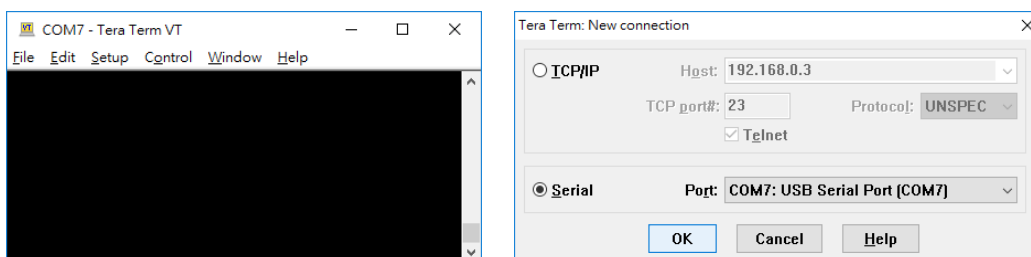 VT COM7 - Tera Term VT
File Edit Setup Control Window Help
Tera Term: New connection
TCP/IP Host: 192.168.0.3
TCP port#: 23 Protocol: UNSPEC
Telnet
Serial Port: COM7: USB Serial Port (COM7)
OK Cancel Help